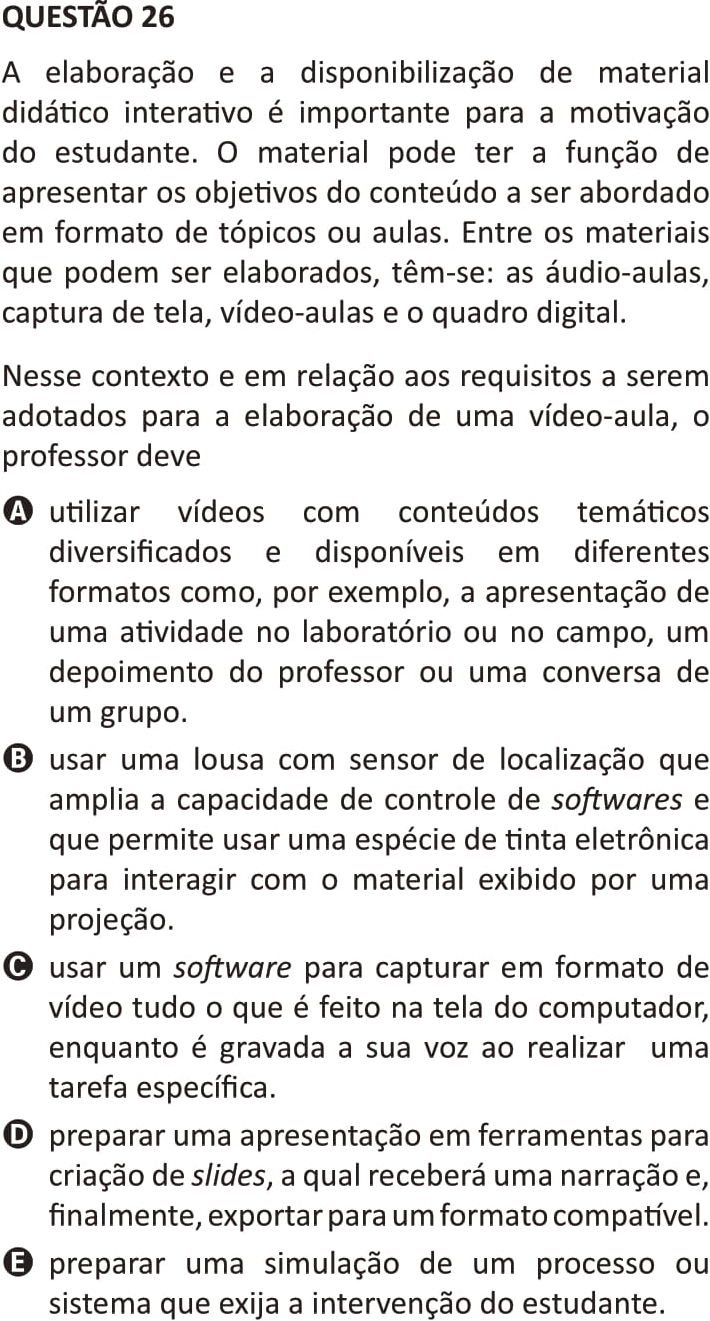 QUESTÃO 26
A elaboração e a disponibilização de material
didático interativo é importante para a motivação
do estudante. O material pode ter a função de
apresentar os objetivos do conteúdo a ser abordado
em formato de tópicos ou aulas. Entre os materiais
que podem ser elaborados, têm-se: as áudio-aulas,
captura de tela, vídeo-aulas e o quadro digital.
Nesse contexto e em relação aos requisitos a serem
adotados para a elaboração de uma vídeo-aula, o
professor deve
A utilizar vídeos com conteúdos temáticos
diversificados e disponíveis em diferentes
formatos como, por exemplo, a apresentação de
uma atividade no laboratório ou no campo, um
depoimento do professor ou uma conversa de
um grupo.
B usar uma lousa com sensor de localização que
amplia a capacidade de controle de softwares e
que permite usar uma espécie de tinta eletrônica
para interagir com o material exibido por uma
projeção.
C usar um software para capturar em formato de
vídeo tudo o que é feito na tela do computador,
enquanto é gravada a sua voz ao realizar uma
tarefa específica.
D preparar uma apresentação em ferramentas para
criação de slides, a qual receberá uma narração e,
finalmente, exportar para um formato compatível.
E preparar uma simulação de um processo ou
sistema que exija a intervenção do estudante.